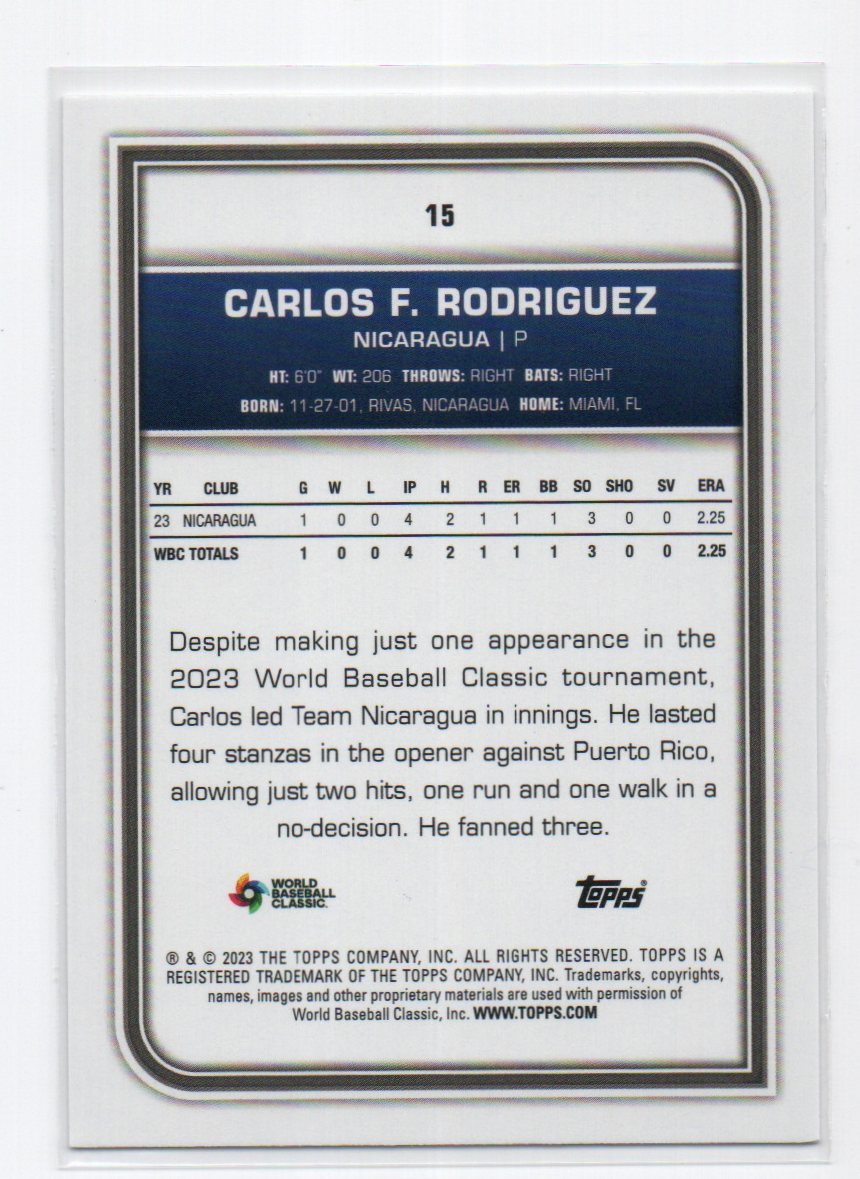 15
CARLOS F. RODRIGUEZ
NICARAGUA | P
HT: 6'0" WT: 206 THROWS: RIGHT BATS: RIGHT
BORN: 11-27-01, RIVAS, NICARAGUA HOME: MIAMI, FL
YR CLUB G W L IP H R ER BB SO SHO SV ERA
23 NICARAGUA 1 0 0 4 2 1 1 1 3 0 0 2.25
WBC TOTALS 1 0 0 4 2 1 1 1 3 0 0 2.25
Despite making just one appearance in the
2023 World Baseball Classic tournament,
Carlos led Team Nicaragua in innings. He lasted
four stanzas in the opener against Puerto Rico,
allowing just two hits, one run and one walk in a
no-decision. He fanned three.
WORLD
BASEBALL
CLASSIC™
Topps®
® & © 2023 THE TOPPS COMPANY, INC. ALL RIGHTS RESERVED. TOPPS IS A
REGISTERED TRADEMARK OF THE TOPPS COMPANY, INC. Trademarks, copyrights,
names, images and other proprietary materials are used with permission of
World Baseball Classic, Inc. WWW.TOPPS.COM